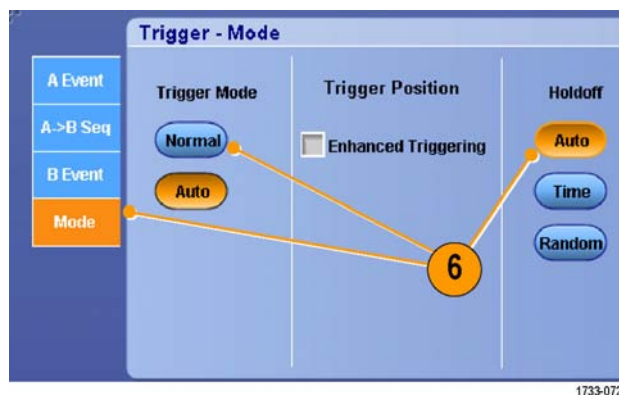 Trigger - Mode
A Event
A->B Seq
B Event
Mode
Trigger Mode
Normal
Auto
Trigger Position
Enhanced Triggering
Holdoff
Auto
Time
Random
6
1733-072